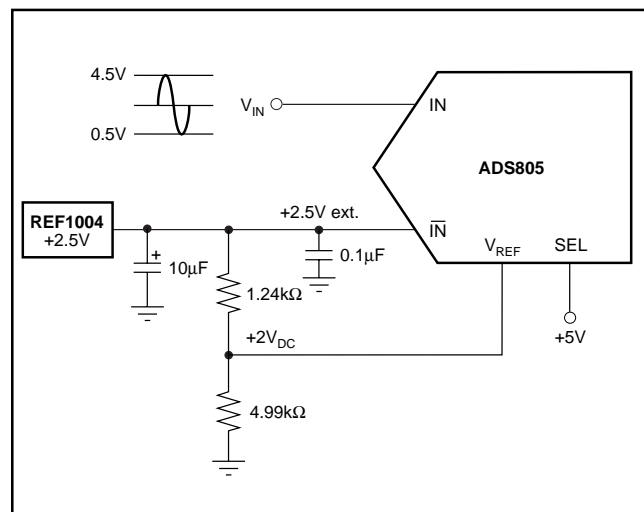 4.5V
0.5V
V_IN
IN
ADS805
REF1004
+2.5V
+2.5V ext.
I̅N̅
V_REF
SEL
10µF
+
0.1µF
1.24kΩ
+5V
+2V_DC
4.99kΩ